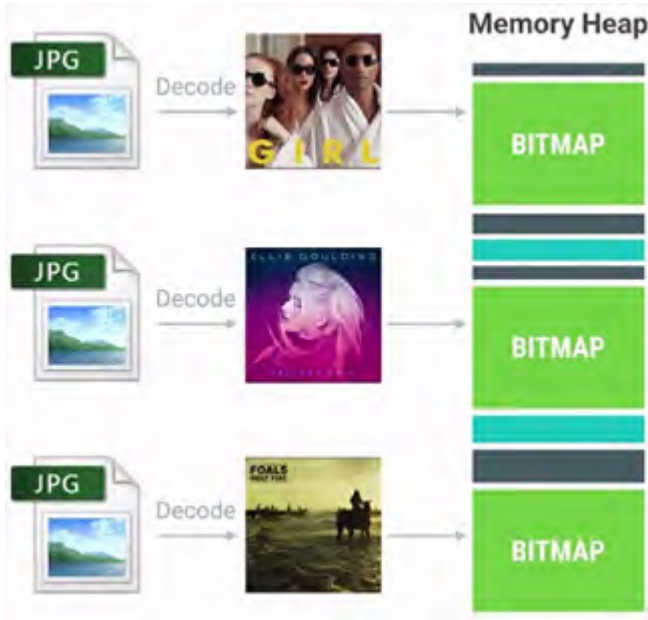 Memory Heap
JPG
Decode
GIRL
BITMAP
JPG
Decode
ELLIE GOULDING
BITMAP
JPG
Decode
FOALS
HOLY FIRE
BITMAP